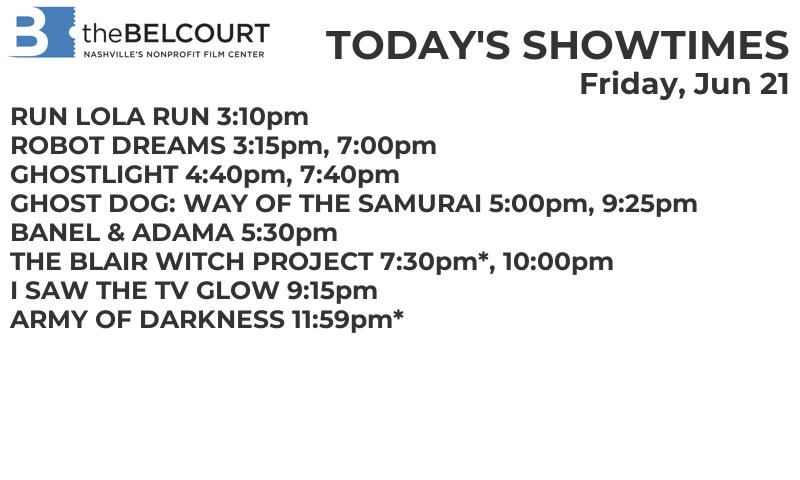 B theBELCOURT
NASHVILLE'S NONPROFIT FILM CENTER
TODAY'S SHOWTIMES
Friday, Jun 21
RUN LOLA RUN 3:10pm
ROBOT DREAMS 3:15pm, 7:00pm
GHOSTLIGHT 4:40pm, 7:40pm
GHOST DOG: WAY OF THE SAMURAI 5:00pm, 9:25pm
BANEL & ADAMA 5:30pm
THE BLAIR WITCH PROJECT 7:30pm*, 10:00pm
I SAW THE TV GLOW 9:15pm
ARMY OF DARKNESS 11:59pm*